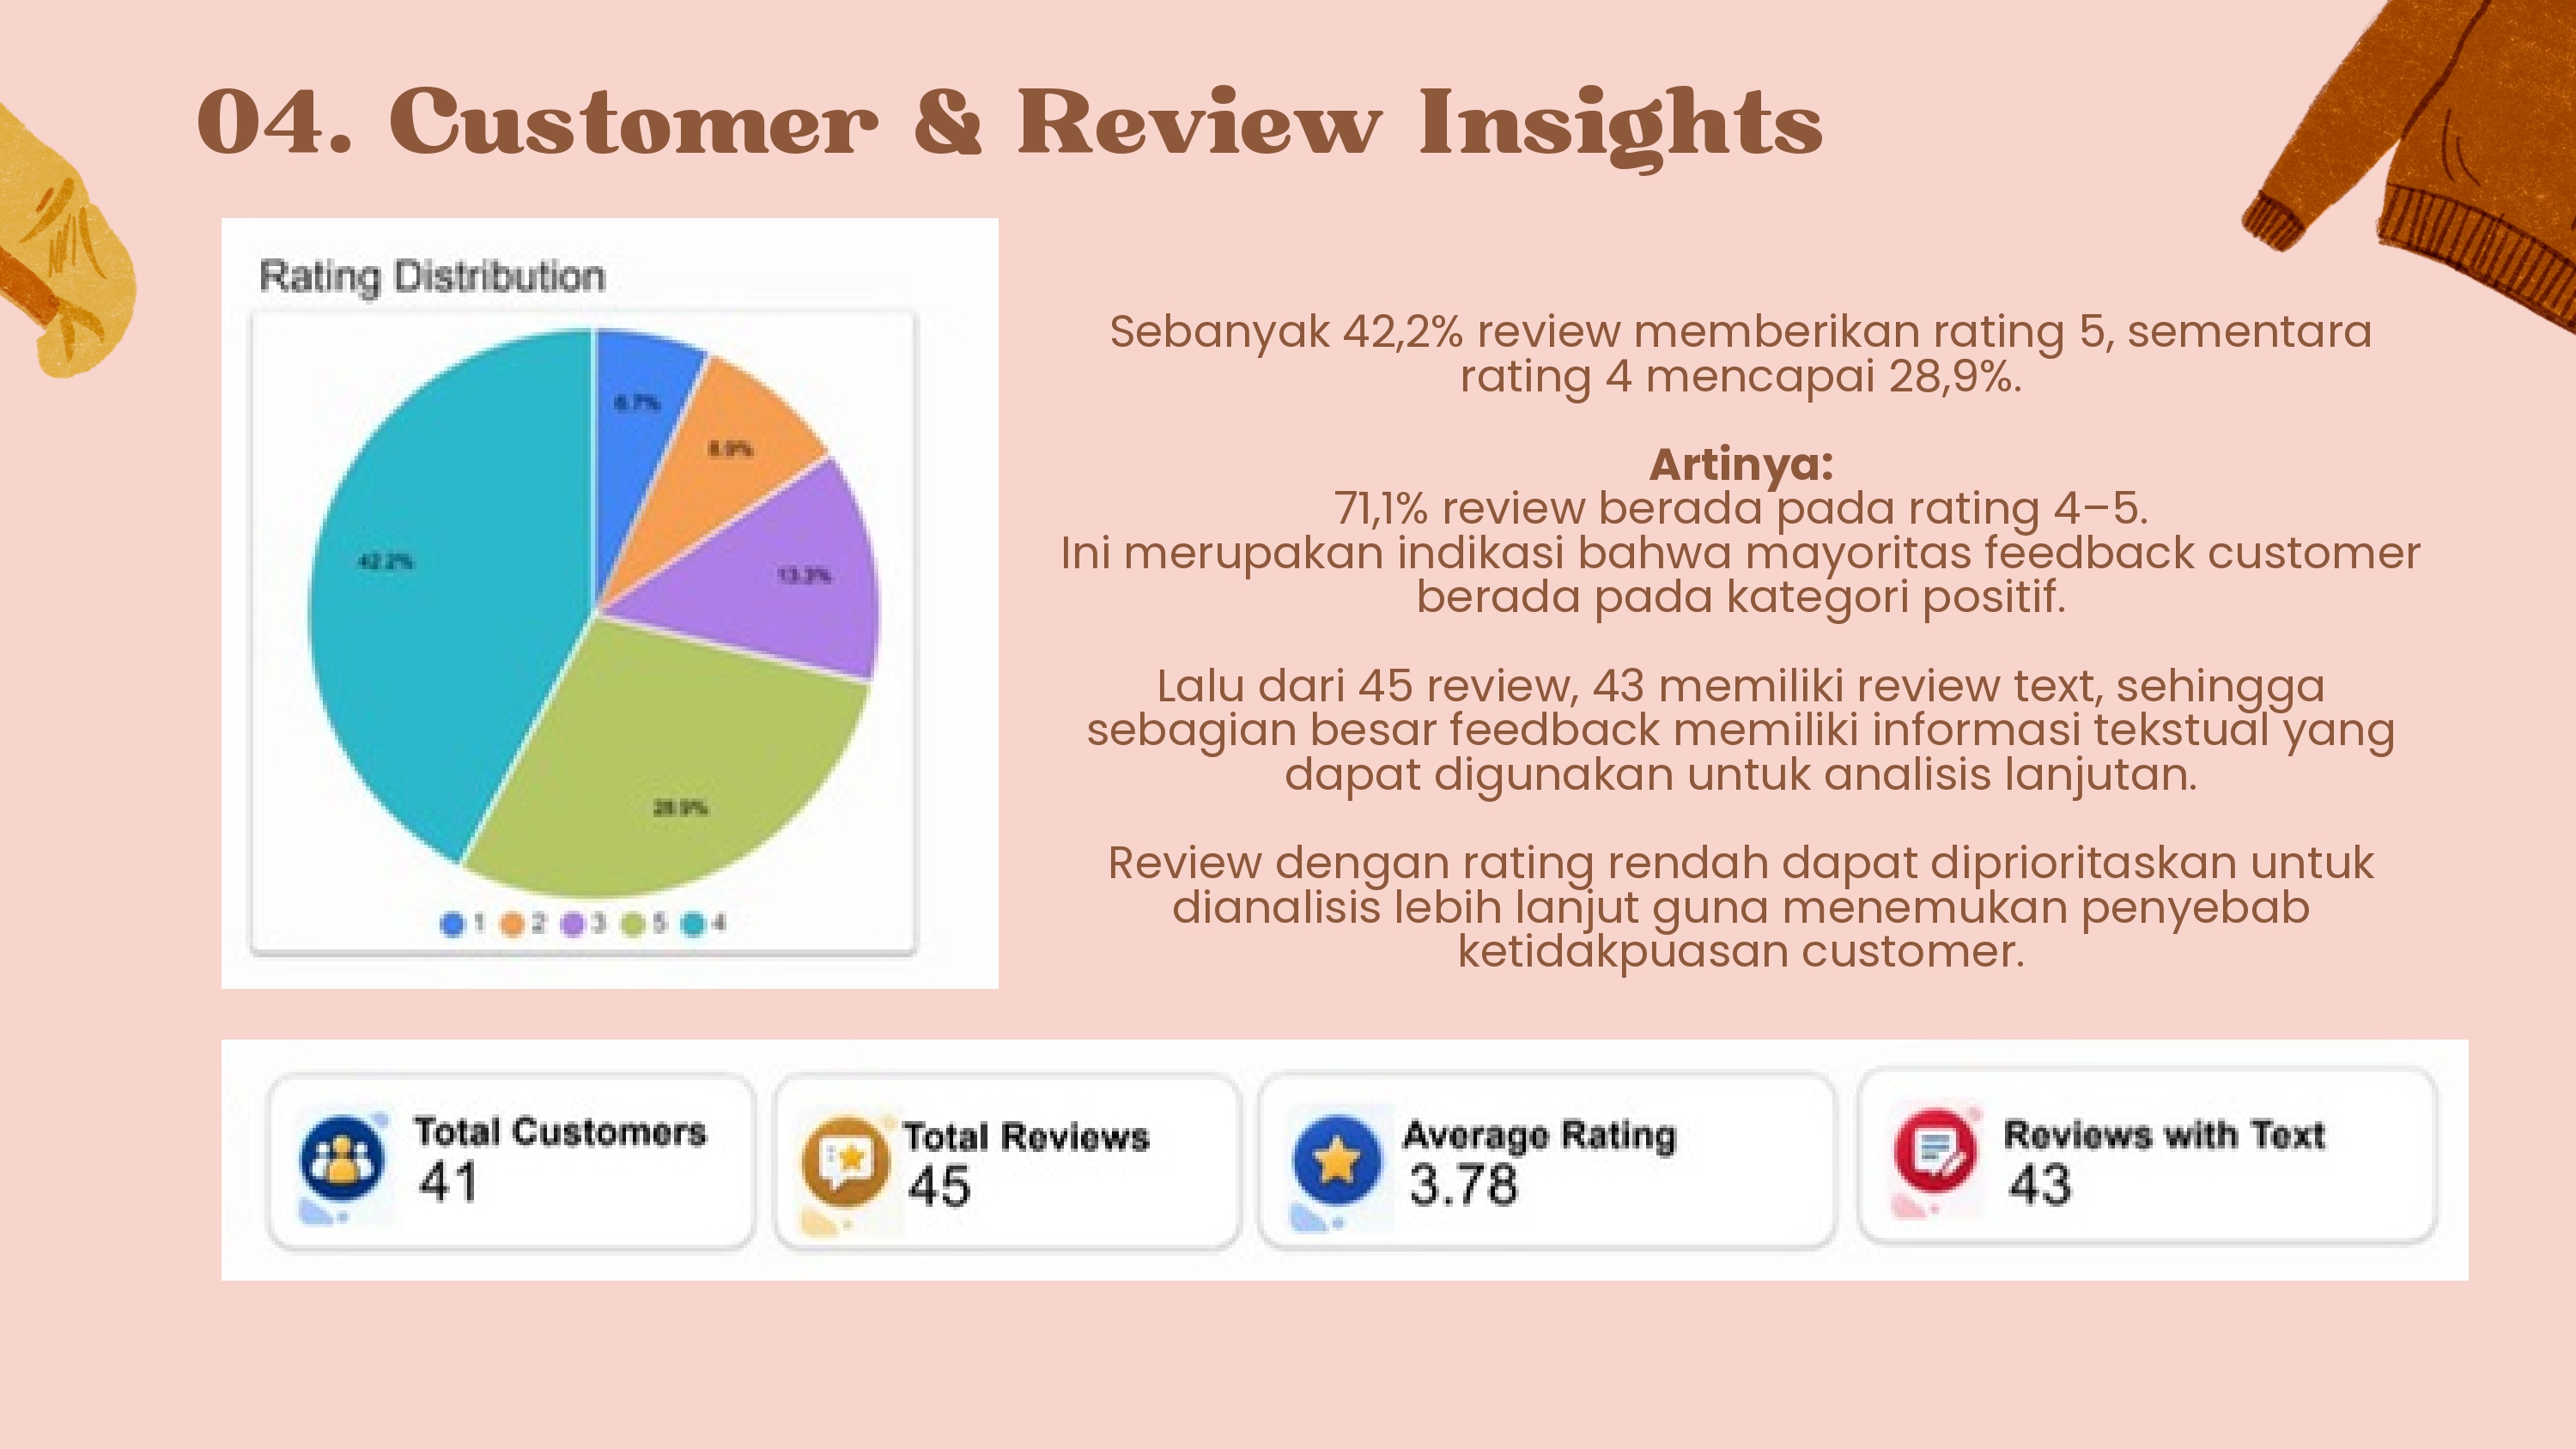 04. Customer & Review Insights
Rating Distribution
6.7%
8.9%
13.3%
28.9%
42.2%
1 2 3 5 4
Sebanyak 42,2% review memberikan rating 5, sementara
rating 4 mencapai 28,9%.
Artinya:
71,1% review berada pada rating 4–5.
Ini merupakan indikasi bahwa mayoritas feedback customer
berada pada kategori positif.
Lalu dari 45 review, 43 memiliki review text, sehingga
sebagian besar feedback memiliki informasi tekstual yang
dapat digunakan untuk analisis lanjutan.
Review dengan rating rendah dapat diprioritaskan untuk
dianalisis lebih lanjut guna menemukan penyebab
ketidakpuasan customer.
Total Customers
41
Total Reviews
45
Average Rating
3.78
Reviews with Text
43